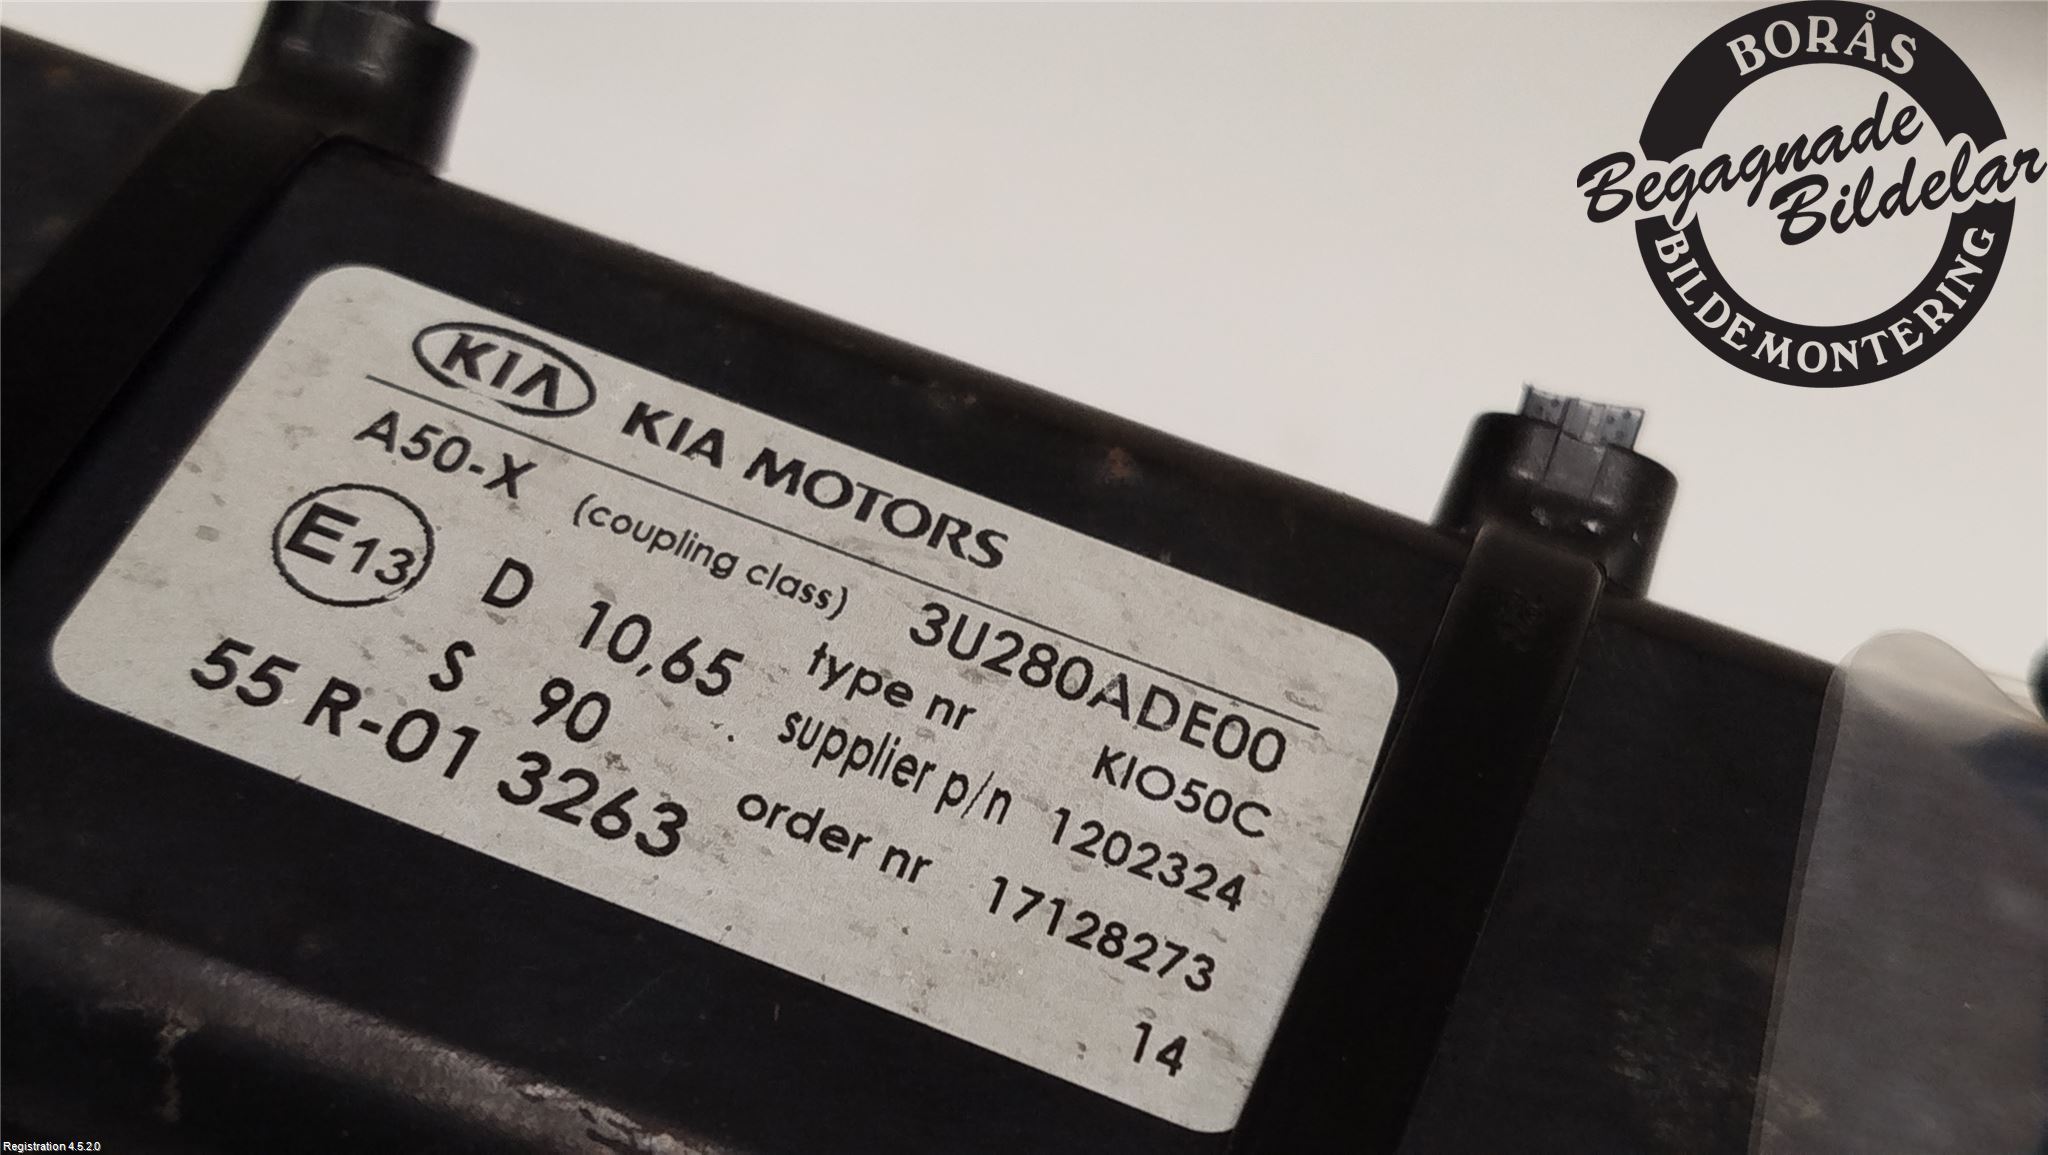 KIA KIA MOTORS
A50-X (coupling class) 3U280ADE00
E13 D 10,65 type nr KIO50C
S 90 supplier p/n 1202324
55 R-01 3263 order nr 17128273
14
BORÅS
Begagnade
Bildelar
BILDEMONTERING
Registration 4.5.2.0